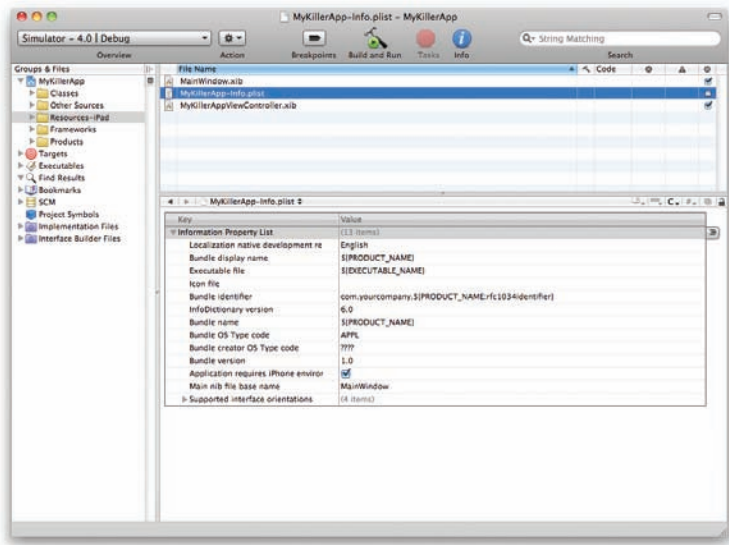 MyKillerApp-Info.plist – MyKillerApp
Simulator – 4.0 | Debug
String Matching
Overview
Action
Breakpoints
Build and Run
Tasks
Info
Search
Groups & Files
MyKillerApp
Classes
Other Sources
Resources-iPad
Frameworks
Products
Targets
Executables
Find Results
Bookmarks
SCM
Project Symbols
Implementation Files
Interface Builder Files
File Name
Code
MainWindow.xib
MyKillerApp-Info.plist
MyKillerAppViewController.xib
MyKillerApp-Info.plist
C
#
Key Value
Information Property List (13 items)
Localization native development re English
Bundle display name ${PRODUCT_NAME}
Executable file ${EXECUTABLE_NAME}
Icon file
Bundle identifier com.yourcompany.${PRODUCT_NAME:rfc1034identifier}
InfoDictionary version 6.0
Bundle name ${PRODUCT_NAME}
Bundle OS Type code APPL
Bundle creator OS Type code ????
Bundle version 1.0
Application requires iPhone environ
Main nib file base name MainWindow
Supported interface orientations (4 items)